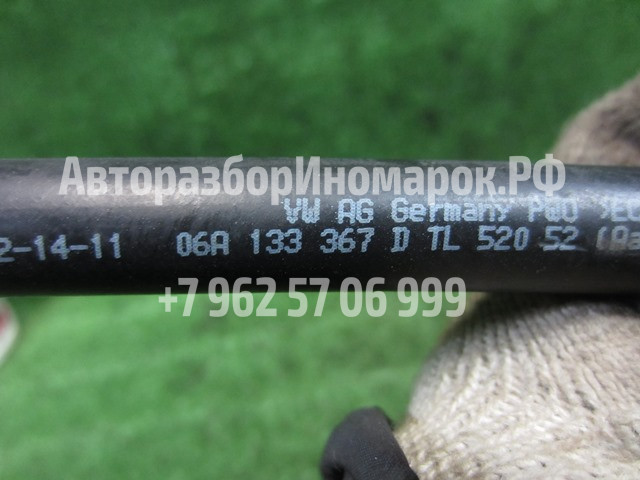 АвторазборИномарок.РФ
VW AG Germany
2-14-11 06A 133 367 D TL 520 52
+7 962 57 06 999